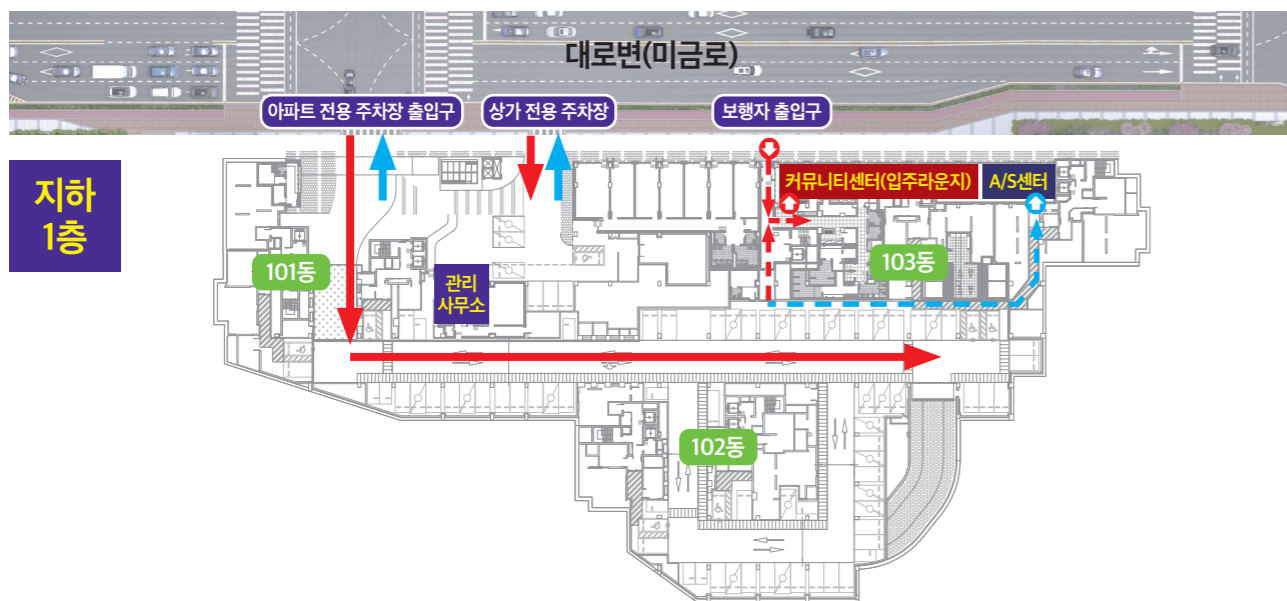 대로변(미금로)
아파트 전용 주차장 출입구
상가 전용 주차장
보행자 출입구
지하
1층
커뮤니티센터(입주라운지)
A/S센터
101동
관리
사무소
103동
102동